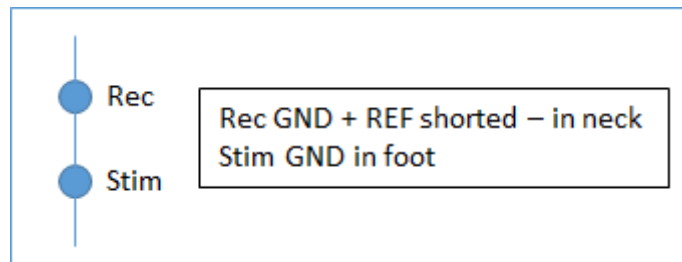 Rec
Rec GND + REF shorted – in neck
Stim GND in foot
Stim